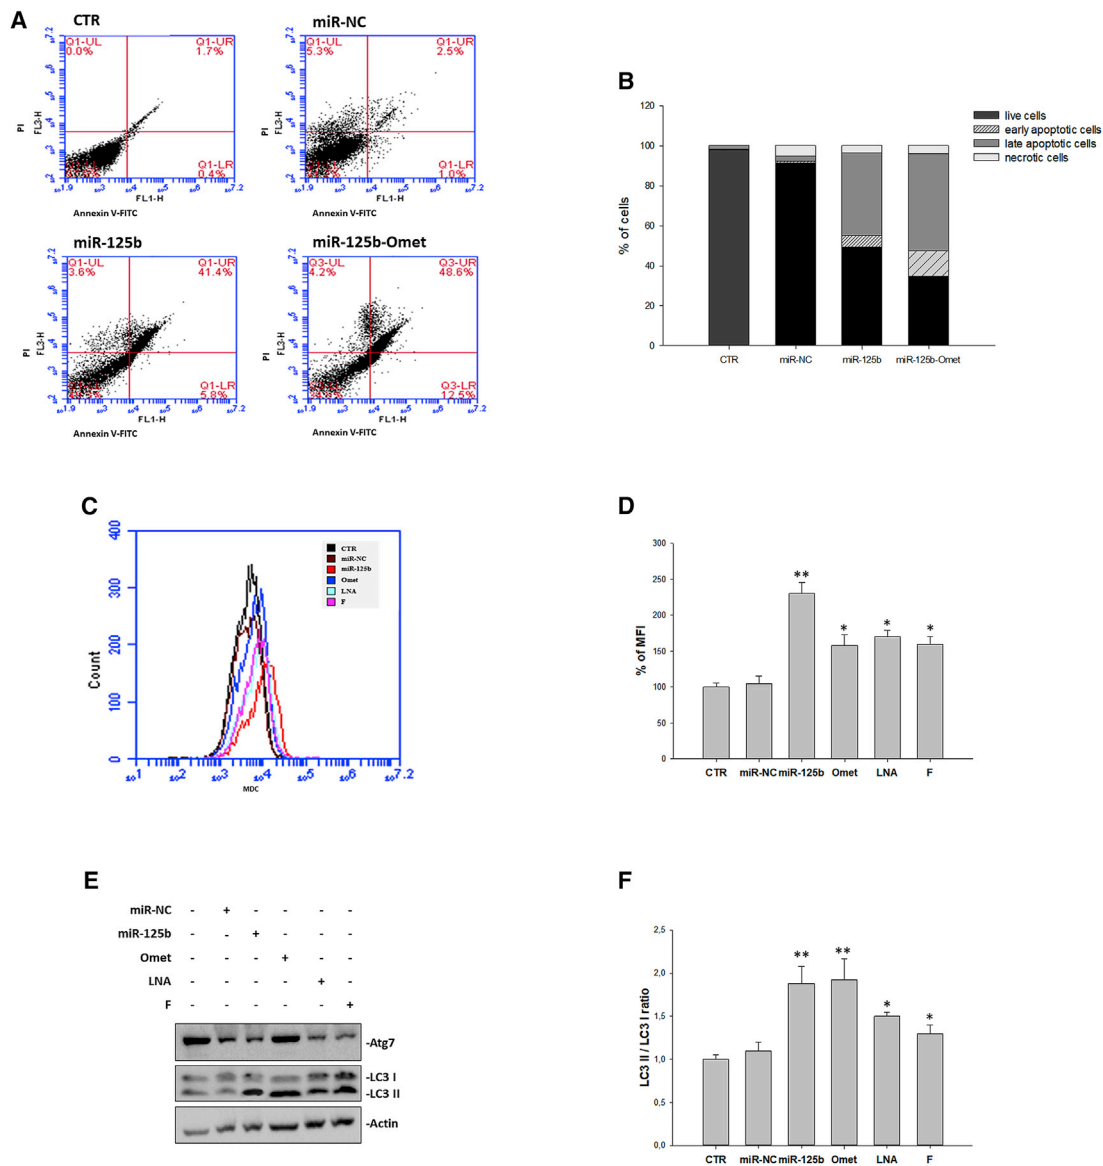 A
CTR
Q1-UL
0.0%
Q1-UR
1.7%
Q1-LR
0.4%
PI
FL3-H
FL1-H
Annexin V-FITC
miR-NC
Q1-UL
5.3%
Q1-UR
2.5%
Q1-LR
1.0%
PI
FL3-H
FL1-H
Annexin V-FITC
miR-125b
Q1-UL
3.6%
Q1-UR
41.4%
Q1-LR
5.8%
PI
FL3-H
FL1-H
Annexin V-FITC
miR-125b-Omet
Q3-UL
4.2%
Q3-UR
48.6%
Q3-LR
12.5%
PI
FL3-H
FL1-H
Annexin V-FITC
B
% of cells
120
100
80
60
40
20
0
CTR miR-NC miR-125b miR-125b-Omet
live cells
early apoptotic cells
late apoptotic cells
necrotic cells
C
Count
400
300
200
100
0
CTR
miR-NC
miR-125b
Omet
LNA
F
MDC
D
% of MFI
300
250
200
150
100
50
0
** * * *
CTR miR-NC miR-125b Omet LNA F
E
miR-NC - + - - - -
miR-125b - - + - - -
Omet - - - + - -
LNA - - - - + -
F - - - - - +
-Atg7
-LC3 I
-LC3 II
-Actin
F
LC3 II / LC3 I ratio
2,5
2,0
1,5
1,0
0,5
0,0
** ** * *
CTR miR-NC miR-125b Omet LNA F